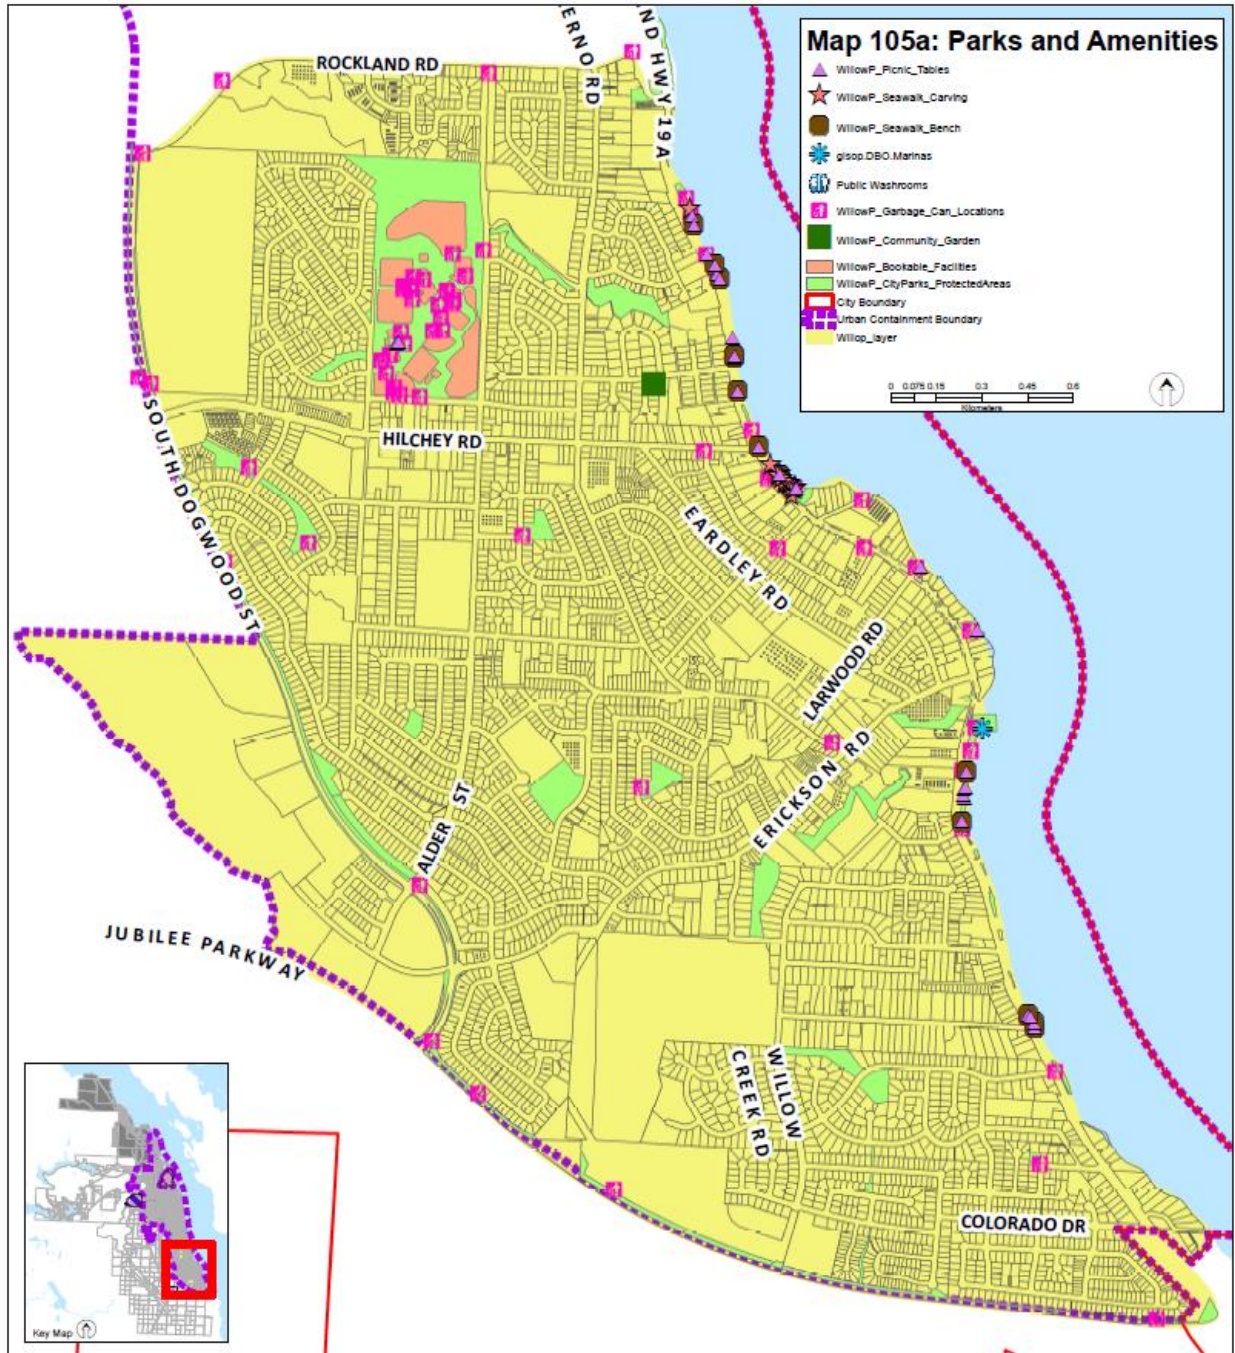 Map 105a: Parks and Amenities
WillowP_Picnic_Tables
WillowP_Seawalk_Carving
WillowP_Seawalk_Bench
gisop.DBO.Marinas
Public Washrooms
WillowP_Garbage_Can_Locations
WillowP_Community_Garden
WillowP_Bookable_Facilities
WillowP_CityParks_ProtectedAreas
City Boundary
Urban Containment Boundary
Willop_layer
0 0.075 0.15 0.3 0.45 0.6
Kilometers
ROCKLAND RD
ERNO RD
ND HWY 19A
HILCHEY RD
SOUTH DOGWOOD ST
EARDLEY RD
LARWOOD RD
ERICKSON RD
ALDER ST
JUBILEE PARKWAY
WILLOW
CREEK RD
COLORADO DR
Key Map